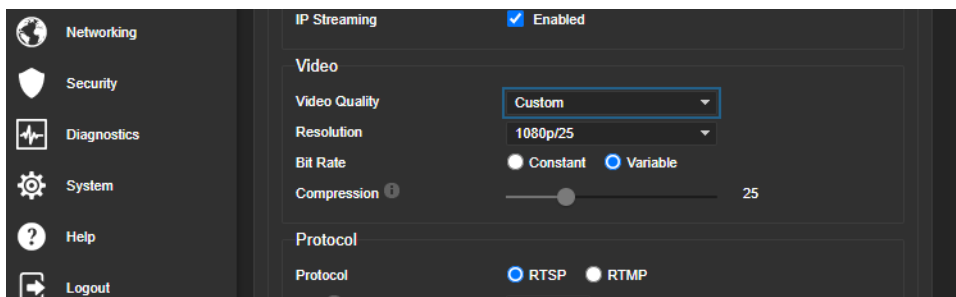 Networking
Security
Diagnostics
System
Help
Logout
IP Streaming Enabled
Video
Video Quality Custom
Resolution 1080p/25
Bit Rate Constant Variable
Compression 25
Protocol
Protocol RTSP RTMP